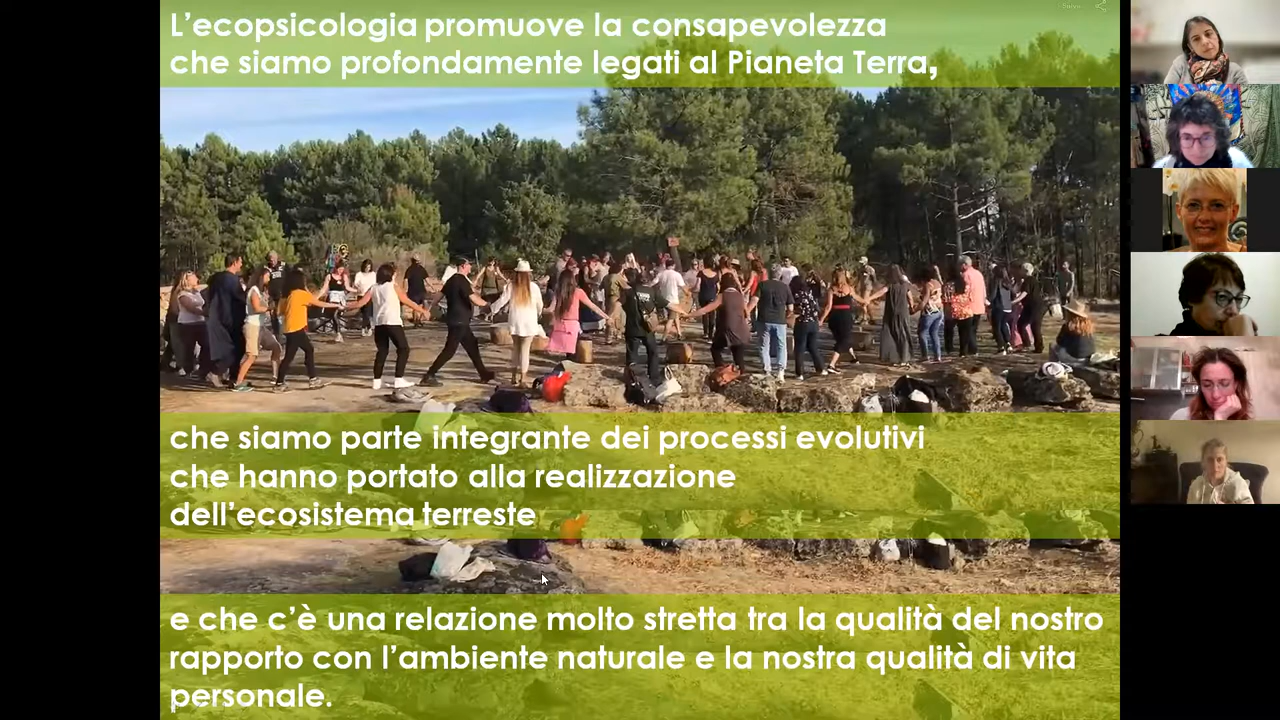 L’ecopsicologia promuove la consapevolezza
che siamo profondamente legati al Pianeta Terra,
che siamo parte integrante dei processi evolutivi
che hanno portato alla realizzazione
dell’ecosistema terreste
e che c’è una relazione molto stretta tra la qualità del nostro
rapporto con l’ambiente naturale e la nostra qualità di vita
personale.